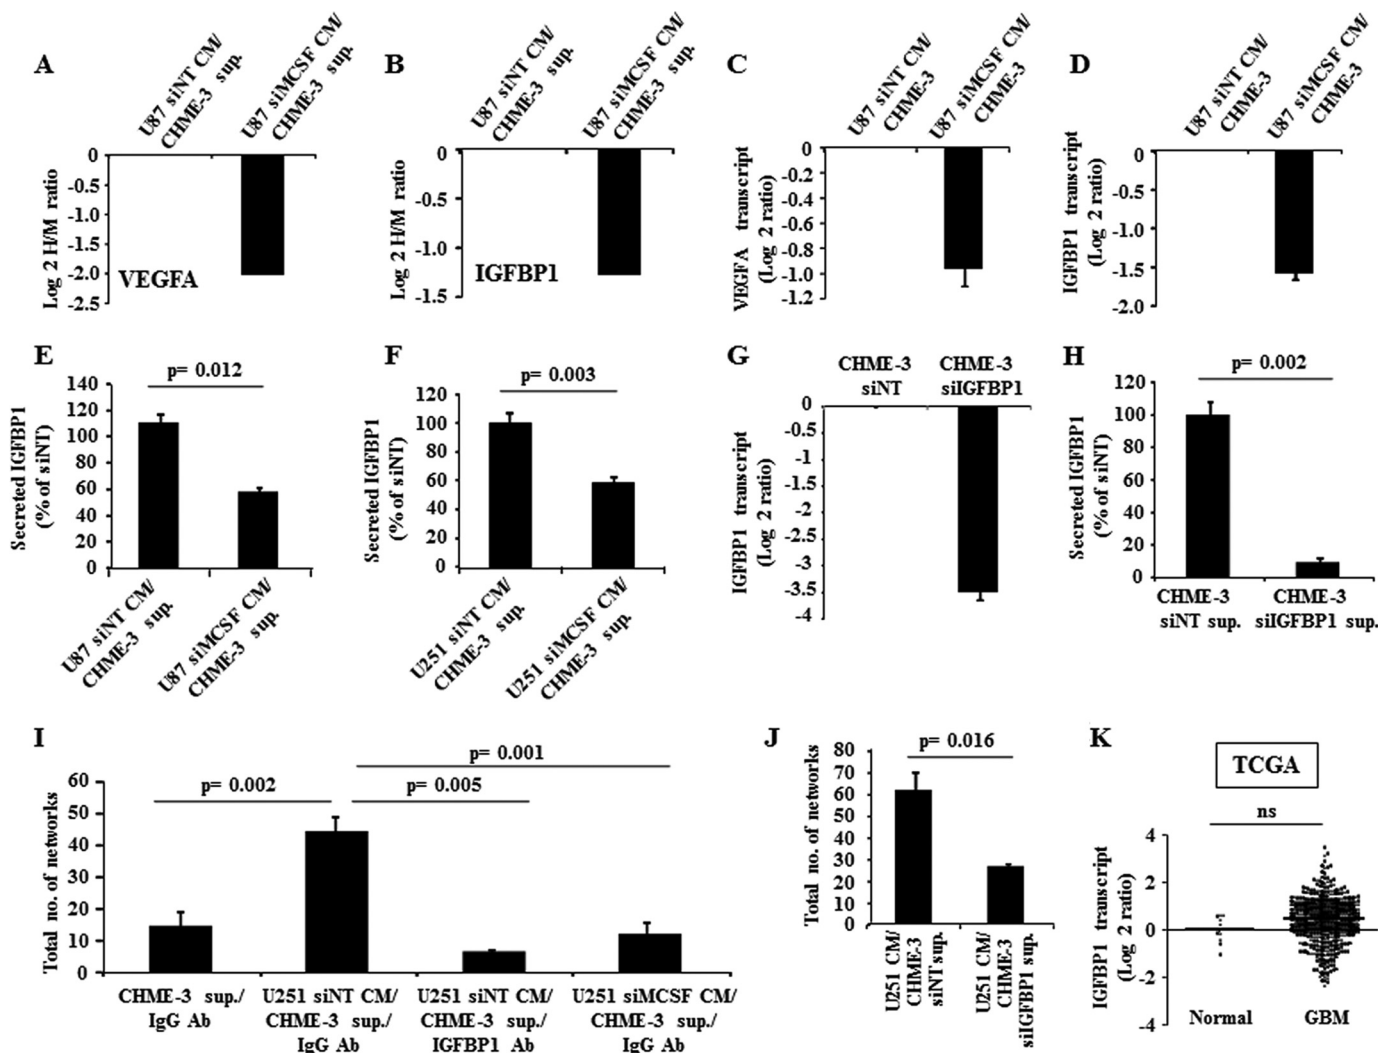 A
U87 siNT CM/
CHME-3 sup.
U87 siMCSF CM/
CHME-3 sup.
Log 2 H/M ratio
0
-0.5
-1.0
-1.5
-2.0
-2.5
VEGFA
B
U87 siNT CM/
CHME-3 sup.
U87 siMCSF CM/
CHME-3 sup.
Log 2 H/M ratio
0
-0.5
-1.0
-1.5
IGFBP1
C
U87 siNT CM/
CHME-3
U87 siMCSF CM/
CHME-3
VEGFA transcript
(Log 2 ratio)
0
-0.2
-0.4
-0.6
-0.8
-1.0
-1.2
D
U87 siNT CM/
CHME-3
U87 siMCSF CM/
CHME-3
IGFBP1 transcript
(Log 2 ratio)
0
-0.5
-1.0
-1.5
-2.0
E
p= 0.012
Secreted IGFBP1
(% of siNT)
140
120
100
80
60
40
20
0
U87 siNT CM/
CHME-3 sup.
U87 siMCSF CM/
CHME-3 sup.
F
p= 0.003
Secreted IGFBP1
(% of siNT)
120
100
80
60
40
20
0
U251 siNT CM/
CHME-3 sup.
U251 siMCSF CM/
CHME-3 sup.
G
CHME-3
siNT
CHME-3
siIGFBP1
IGFBP1 transcript
(Log 2 ratio)
0
-0.5
-1
-1.5
-2
-2.5
-3
-3.5
-4
H
p= 0.002
Secreted IGFBP1
(% of siNT)
120
100
80
60
40
20
0
CHME-3
siNT sup.
CHME-3
siIGFBP1 sup.
I
p= 0.001
p= 0.002
p= 0.005
Total no. of networks
60
50
40
30
20
10
0
CHME-3 sup./
IgG Ab
U251 siNT CM/
CHME-3 sup./
IgG Ab
U251 siNT CM/
CHME-3 sup./
IGFBP1 Ab
U251 siMCSF CM/
CHME-3 sup./
IgG Ab
J
p= 0.016
Total no. of networks
80
70
60
50
40
30
20
10
0
U251 CM/
CHME-3
siNT sup.
U251 CM/
CHME-3
siIGFBP1 sup.
K
TCGA
ns
IGFBP1 transcript
(Log 2 ratio)
4
2
0
-2
-4
Normal
GBM